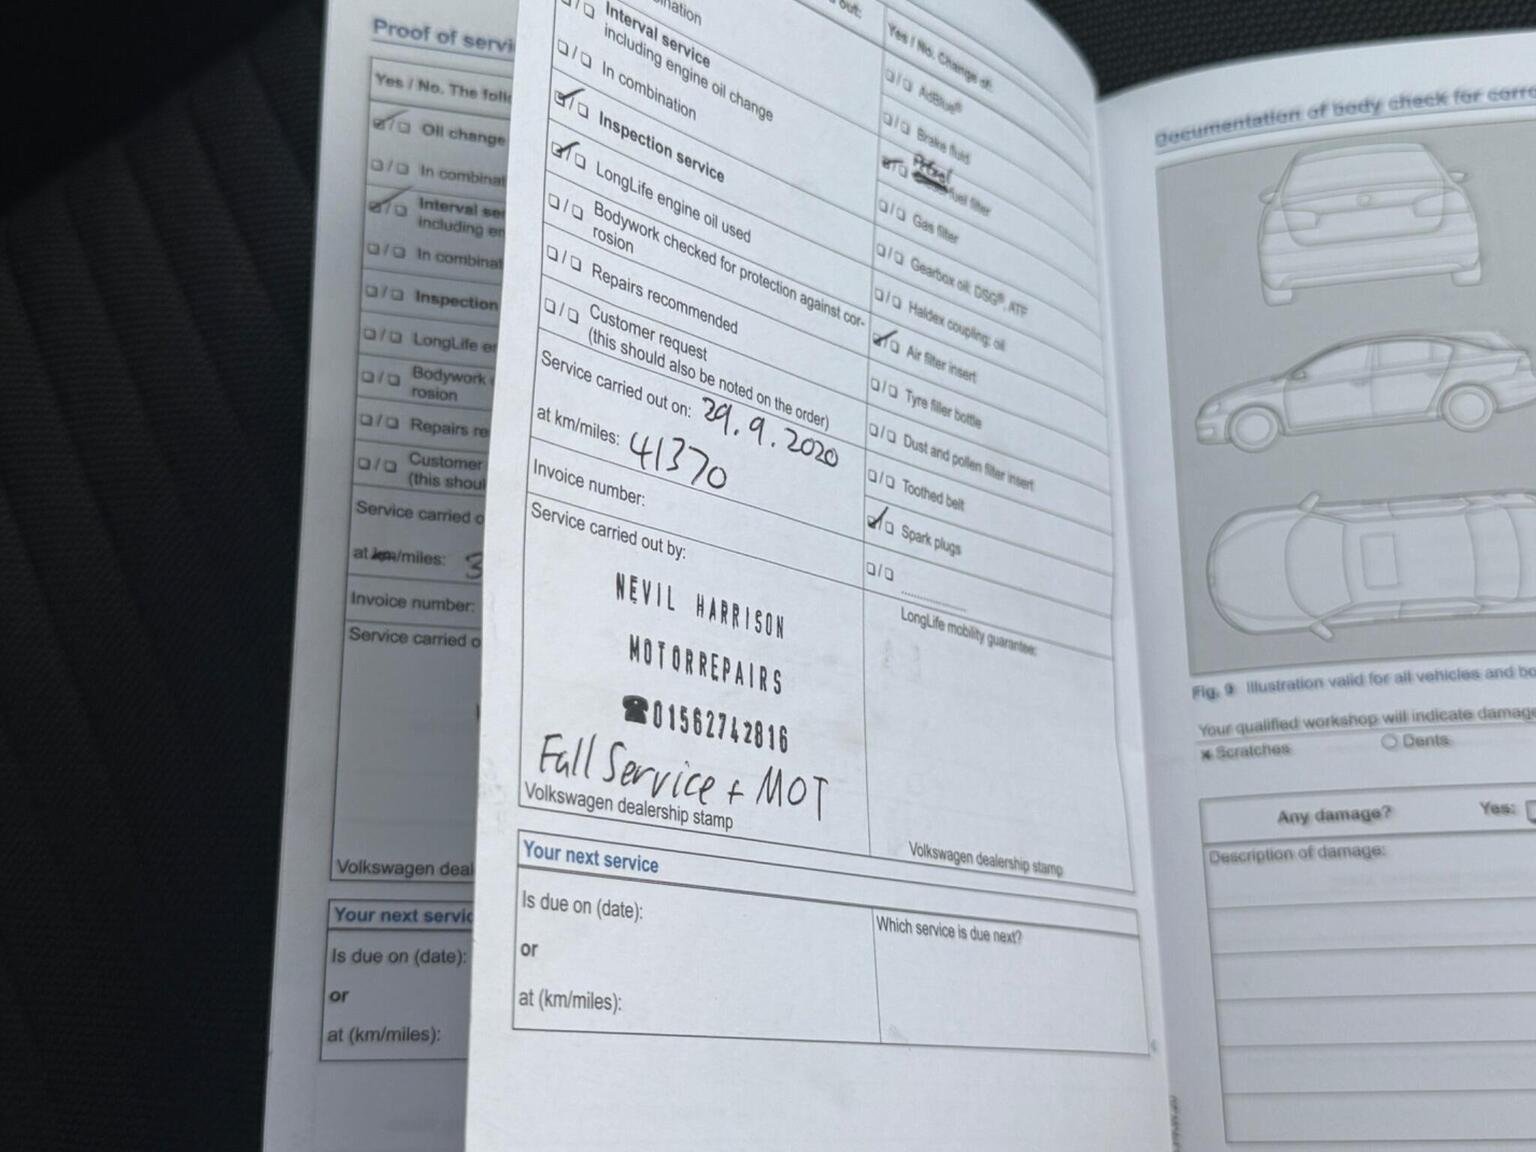 Proof of servi
Yes / No. The foll
Oil change
In combinat
Interval ser
including en
In combinat
Inspection
LongLife en
Bodywork
rosion
Repairs re
Customer
(this shoul
Service carried o
at km/miles: 3
Invoice number:
Service carried o
Volkswagen deal
Your next servic
Is due on (date):
or
at (km/miles):
ination
Interval service
including engine oil change
In combination
Inspection service
LongLife engine oil used
Bodywork checked for protection against cor-
rosion
Repairs recommended
Customer request
(this should also be noted on the order)
Service carried out on: 29.9.2020
at km/miles: 41370
Invoice number:
Service carried out by:
NEVIL HARRISON
MOTORREPAIRS
☎01562742816
Full Service + MOT
Volkswagen dealership stamp
out:
Yes / No. Change of:
AdBlue®
Brake fluid
Petrol
fuel filter
Gas filter
Gearbox oil: DSG®, ATF
Haldex coupling: oil
Air filter insert
Tyre filler bottle
Dust and pollen filter insert
Toothed belt
Spark plugs
LongLife mobility guarantee:
Volkswagen dealership stamp
Your next service
Is due on (date):
or
at (km/miles):
Which service is due next?
Documentation of body check for corro
Fig. 9 Illustration valid for all vehicles and bo
Your qualified workshop will indicate damag
× Scratches
○ Dents
Any damage?
Yes:
Description of damage: